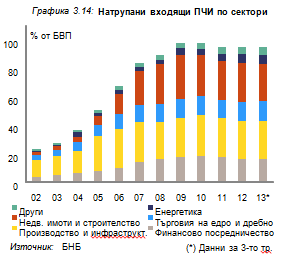 Графика 3.14: Натрупани входящи ПЧИ по сектори
% от БВП
100
80
60
40
20
0
02 03 04 05 06 07 08 09 10 11 12 13*
Други Енергетика
Недв. имоти и строителство Търговия на едро и дребно
Производство и инфраструкт. Финансово посредничество
Източник: БНБ (*) Данни за 3-то тр.